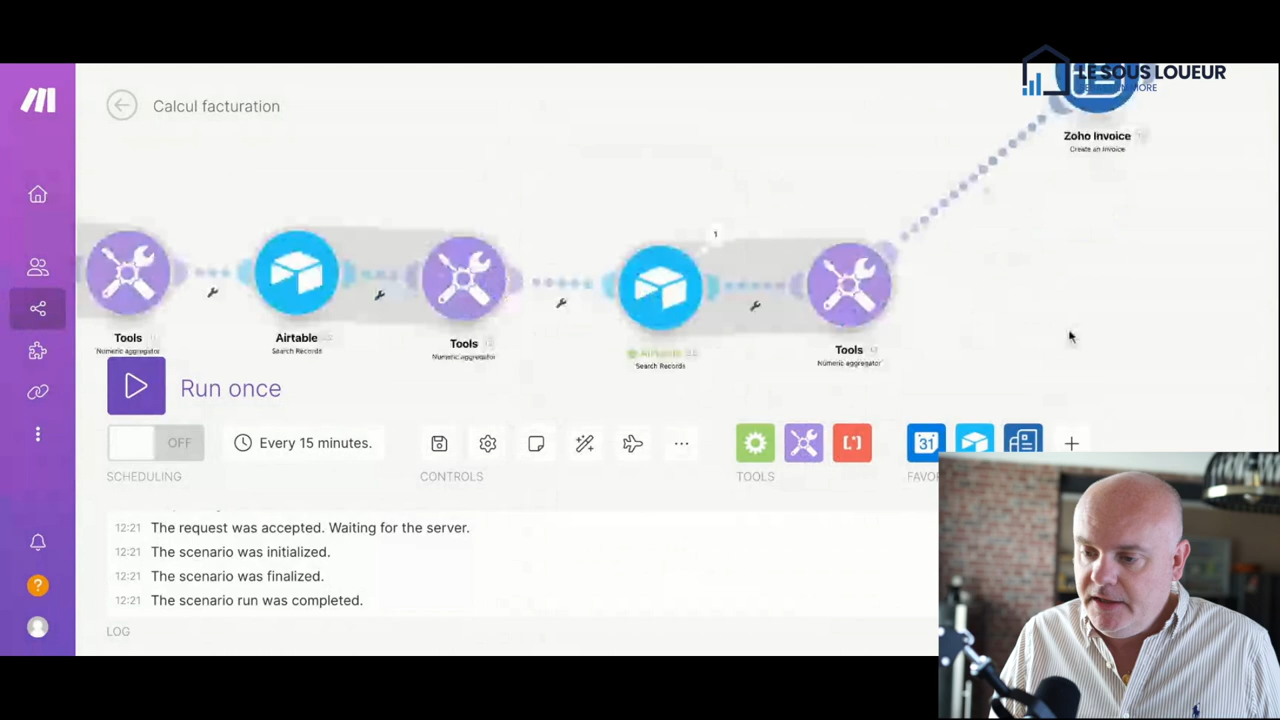 LE SOUS LOUEUR
Calcul facturation
Zoho Invoice
Create an Invoice
1
Tools
Numeric aggregator
Airtable
Search Records
Tools
Numeric aggregator
Airtable
Search Records
Tools
Numeric aggregator
Run once
OFF
Every 15 minutes.
31
SCHEDULING
CONTROLS
TOOLS
FAVO
12:21 The request was accepted. Waiting for the server.
12:21 The scenario was initialized.
12:21 The scenario was finalized.
12:21 The scenario run was completed.
LOG
?